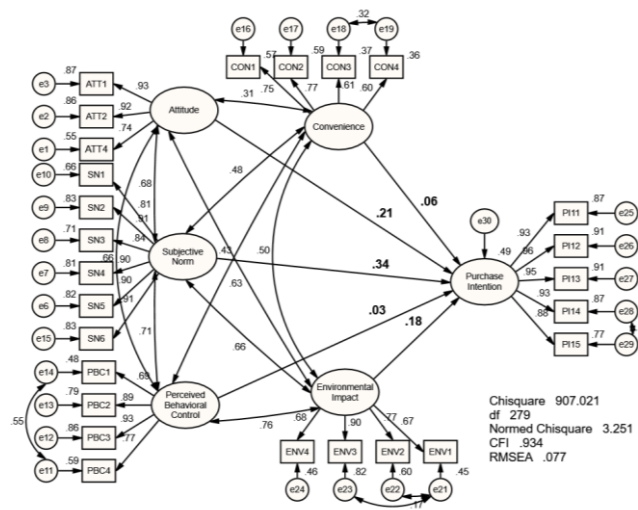 e16
e17
e18
.32
e19
.57
.59
.37
.36
CON1
CON2
CON3
CON4
.75
.77
.61
.60
e3
.87
ATT1
.93
e2
.86
ATT2
.92
e1
.55
ATT4
.74
Attitude
.31
Convenience
e10
.66
SN1
.68
.81
.48
.06
e9
.83
SN2
.91
.21
e30
e8
.71
SN3
.84
e7
.81
SN4
.90
.66
Subjective
Norm
.43
.50
.34
e6
.82
SN5
.90
.63
e15
.83
SN6
.91
.71
.66
.03
.18
.49
Purchase
Intention
PI11
.87
e25
.93
PI12
.91
e26
.96
PI13
.91
e27
.95
PI14
.87
e28
.93
PI15
.77
e29
.88
e14
.48
PBC1
.69
e13
.79
PBC2
.89
e12
.86
PBC3
.93
e11
.59
PBC4
.77
.55
Perceived
Behavioral
Control
.76
Environmental
Impact
.68
.90
.77
.67
ENV4
ENV3
ENV2
ENV1
.46
.82
.60
.45
e24
e23
e22
e21
.17
Chisquare 907.021
df 279
Normed Chisquare 3.251
CFI .934
RMSEA .077